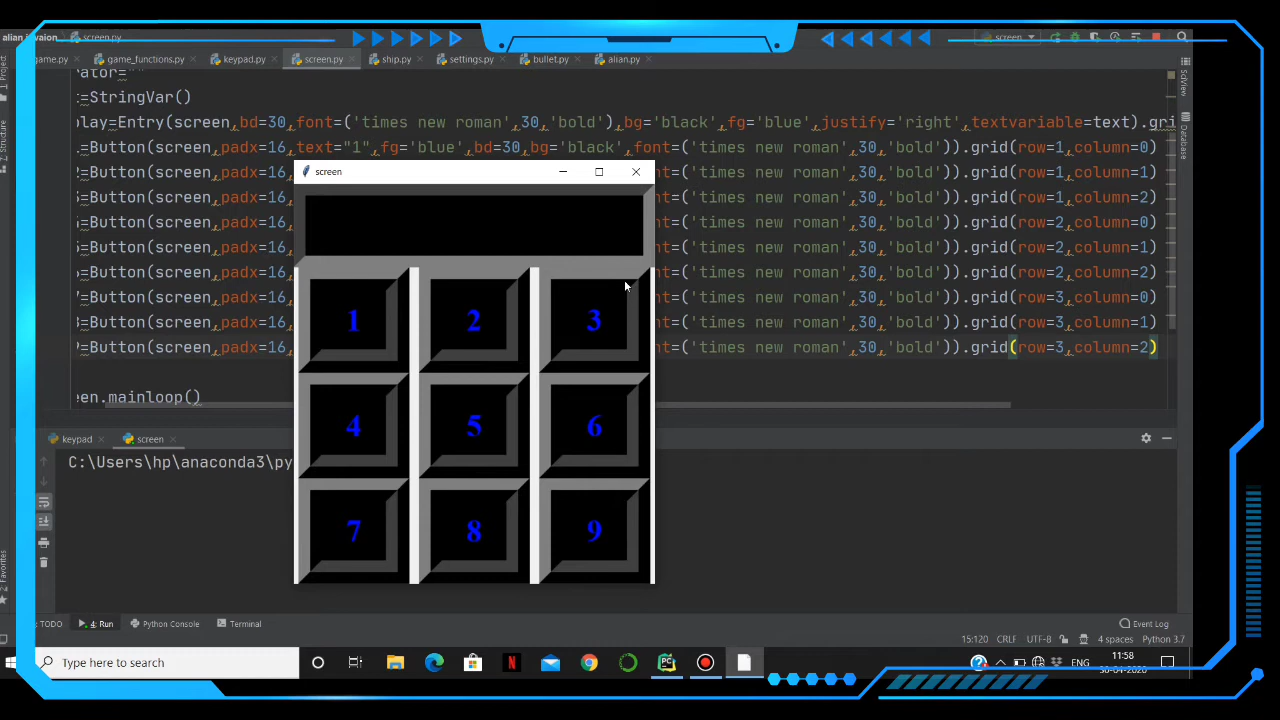 screen.py
screen
game.py game_functions.py keypad.py screen.py ship.py settings.py bullet.py alian.py
1: Project
SciView
Z: Structure
Database
ator=""
=StringVar()
play=Entry(screen,bd=30,font=('times new roman',30,'bold'),bg='black',fg='blue',justify='right',textvariable=text).gri
=Button(screen,padx=16,text="1",fg='blue',bd=30,bg='black',font=('times new roman',30,'bold')).grid(row=1,column=0)
=Button(screen,padx=16 nt=('times new roman',30,'bold')).grid(row=1,column=1)
=Button(screen,padx=16 nt=('times new roman',30,'bold')).grid(row=1,column=2)
=Button(screen,padx=16 nt=('times new roman',30,'bold')).grid(row=2,column=0)
=Button(screen,padx=16, nt=('times new roman',30,'bold')).grid(row=2,column=1)
=Button(screen,padx=16, nt=('times new roman',30,'bold')).grid(row=2,column=2)
=Button(screen,padx=16, nt=('times new roman',30,'bold')).grid(row=3,column=0)
=Button(screen,padx=16, nt=('times new roman',30,'bold')).grid(row=3,column=1)
=Button(screen,padx=16, nt=('times new roman',30,'bold')).grid(row=3,column=2)
een.mainloop()
screen
1 2 3
4 5 6
7 8 9
keypad screen
C:\Users\hp\anaconda3\py
Favorites
TODO 4: Run Python Console Terminal Event Log
15:120 CRLF UTF-8 4 spaces Python 3.7
Type here to search
ENG
11:58
30-04-2020